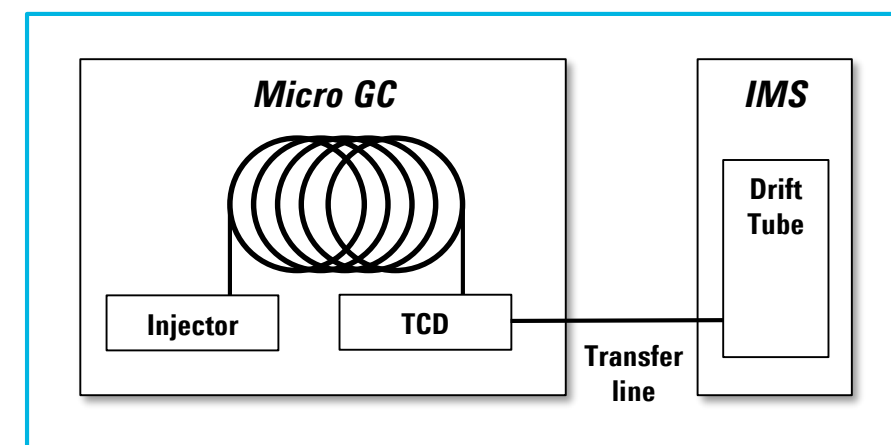 Micro GC
IMS
Drift
Tube
Injector
TCD
Transfer
line